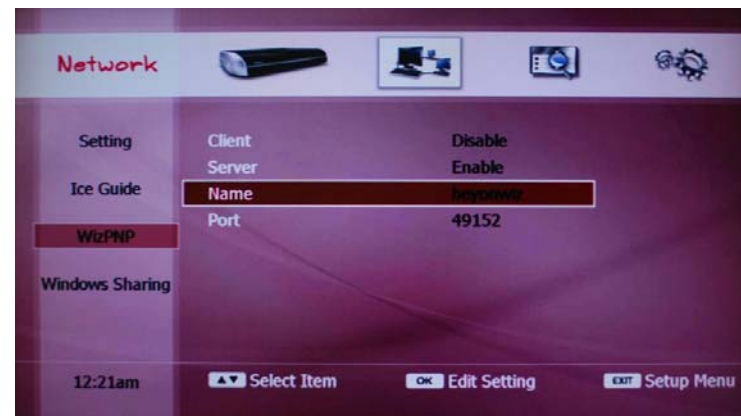 Network
Setting
Ice Guide
WizPNP
Windows Sharing
Client Disable
Server Enable
Name beyonwiz
Port 49152
12:21am
▲▼ Select Item
OK Edit Setting
EXIT Setup Menu